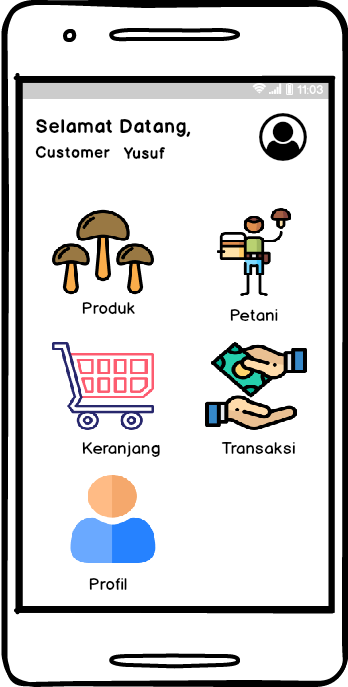 11:03
Selamat Datang,
Customer Yusuf
Produk
Petani
Keranjang
Transaksi
Profil